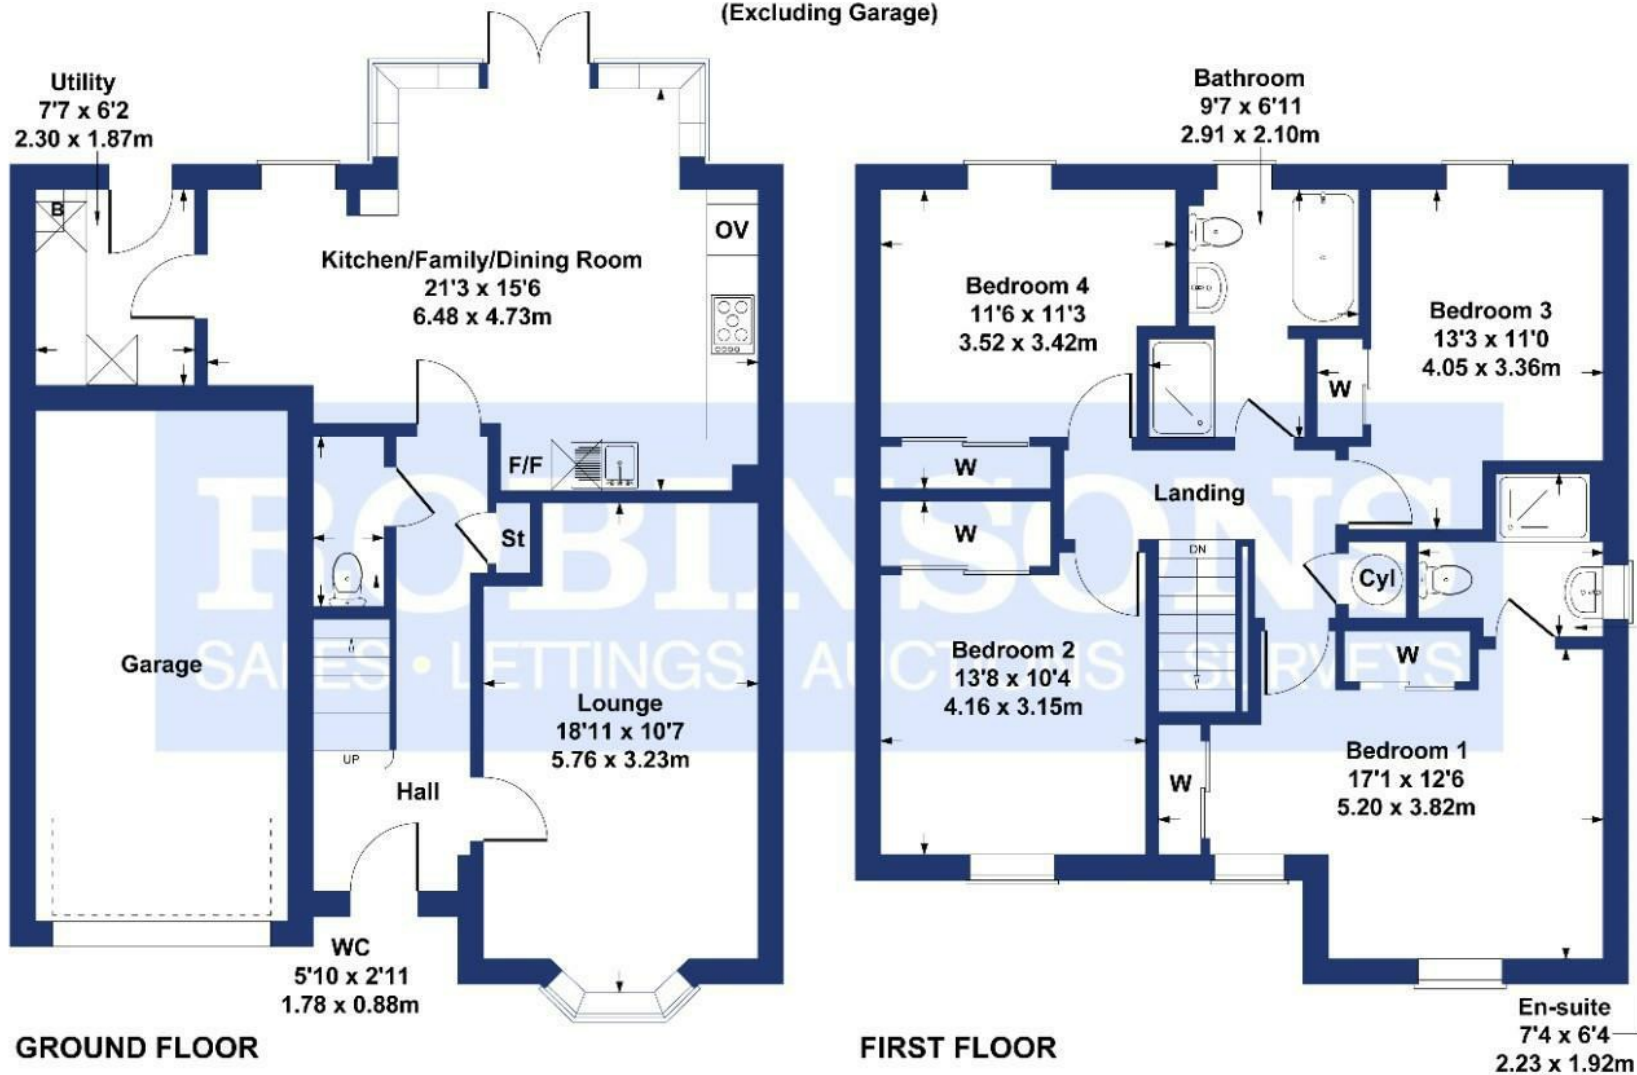 (Excluding Garage)
Utility
7'7 x 6'2
2.30 x 1.87m
B
Kitchen/Family/Dining Room
21'3 x 15'6
6.48 x 4.73m
OV
F/F
St
Garage
Lounge
18'11 x 10'7
5.76 x 3.23m
UP
Hall
WC
5'10 x 2'11
1.78 x 0.88m
GROUND FLOOR
Bathroom
9'7 x 6'11
2.91 x 2.10m
Bedroom 4
11'6 x 11'3
3.52 x 3.42m
Bedroom 3
13'3 x 11'0
4.05 x 3.36m
W
W
W
Landing
DN
Cyl
Bedroom 2
13'8 x 10'4
4.16 x 3.15m
W
Bedroom 1
17'1 x 12'6
5.20 x 3.82m
W
En-suite
7'4 x 6'4
2.23 x 1.92m
FIRST FLOOR
ROBINSONS
SALES • LETTINGS • AUCTIONS • SURVEYS